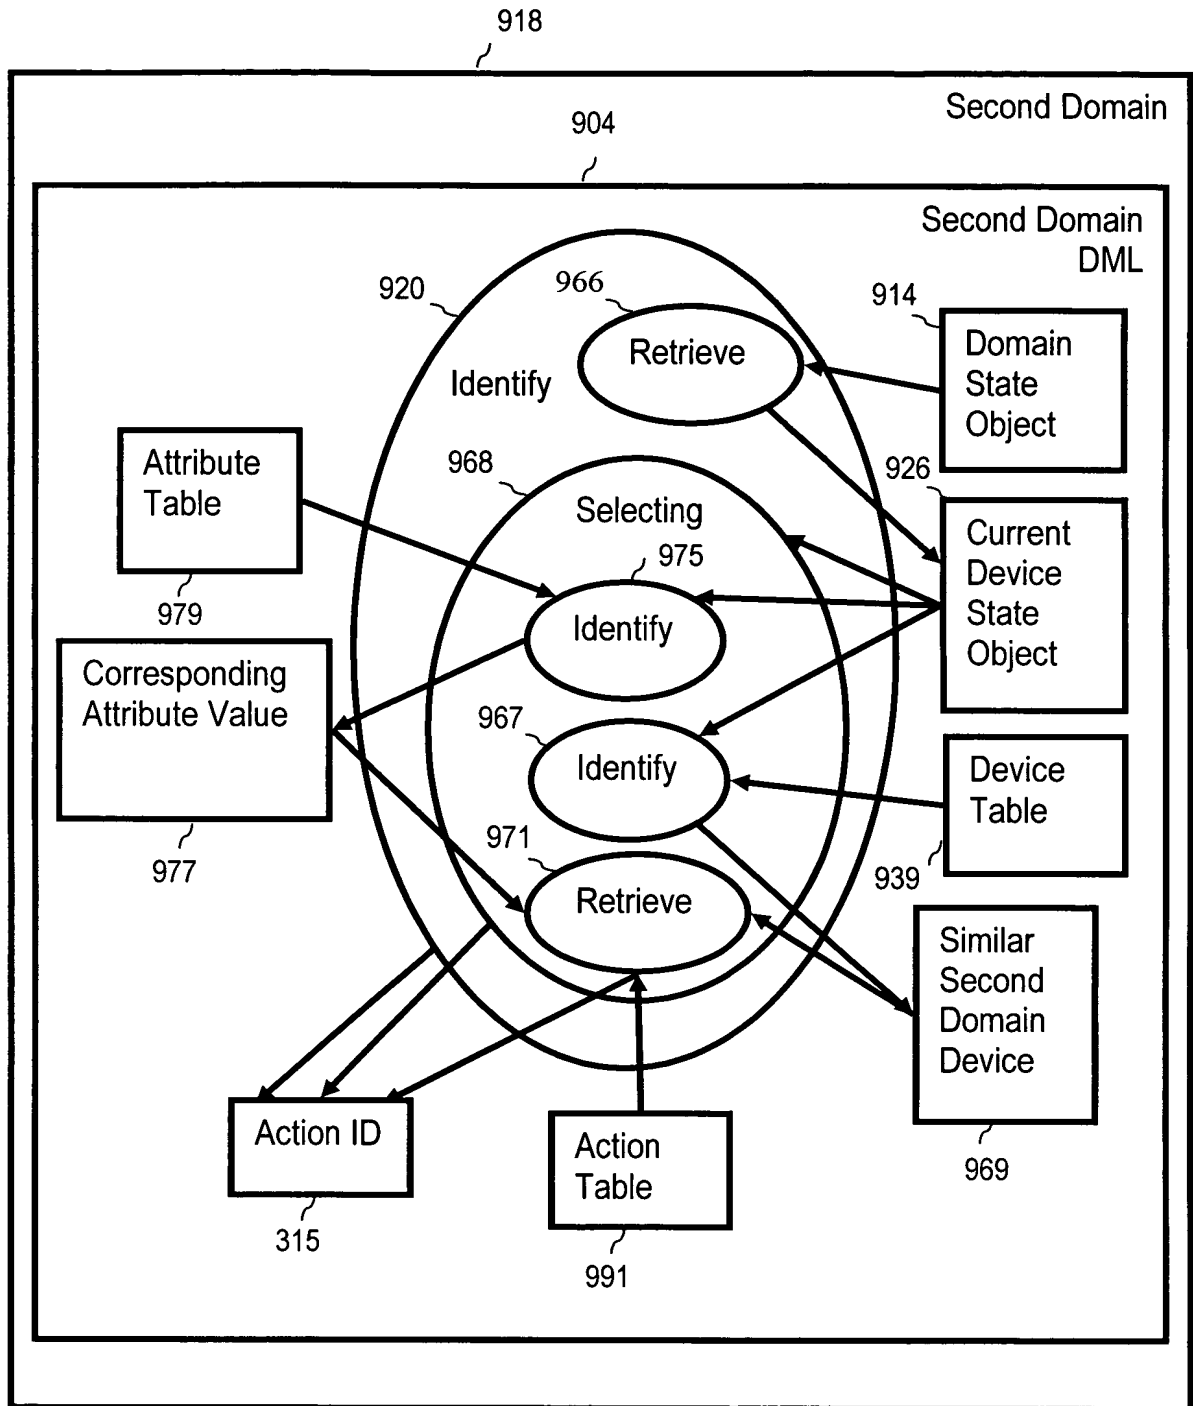 918
Second Domain
904
Second Domain
DML
920
966
914
Retrieve
Domain
State
Object
Identify
Attribute
Table
968
926
Selecting
Current
Device
State
Object
975
979
Identify
Corresponding
Attribute Value
967
Identify
Device
Table
971
977
939
Retrieve
Similar
Second
Domain
Device
Action ID
Action
Table
969
315
991